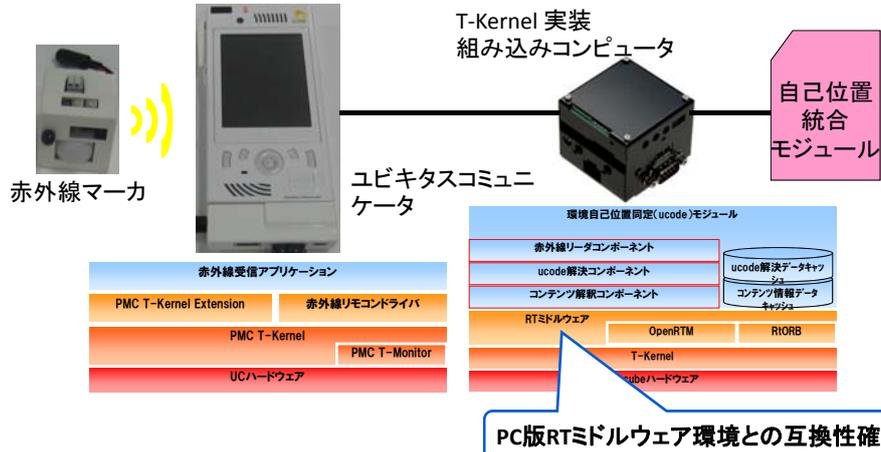 T-Kernel 実装
組み込みコンピュータ
自己位置
統合
モジュール
赤外線マーカ
ユビキタスコミュニ
ケータ
赤外線受信アプリケーション
PMC T-Kernel Extension
赤外線リモコンドライバ
PMC T-Kernel
PMC T-Monitor
UCハードウェア
環境自己位置同定(ucode)モジュール
赤外線リーダコンポーネント
ucode解決コンポーネント
コンテンツ解釈コンポーネント
ucode解決データキャッ
シュ
コンテンツ情報データ
キャッシュ
RTミドルウェア
OpenRTM
RtORB
T-Kernel
cubeハードウェア
PC版RTミドルウェア環境との互換性確